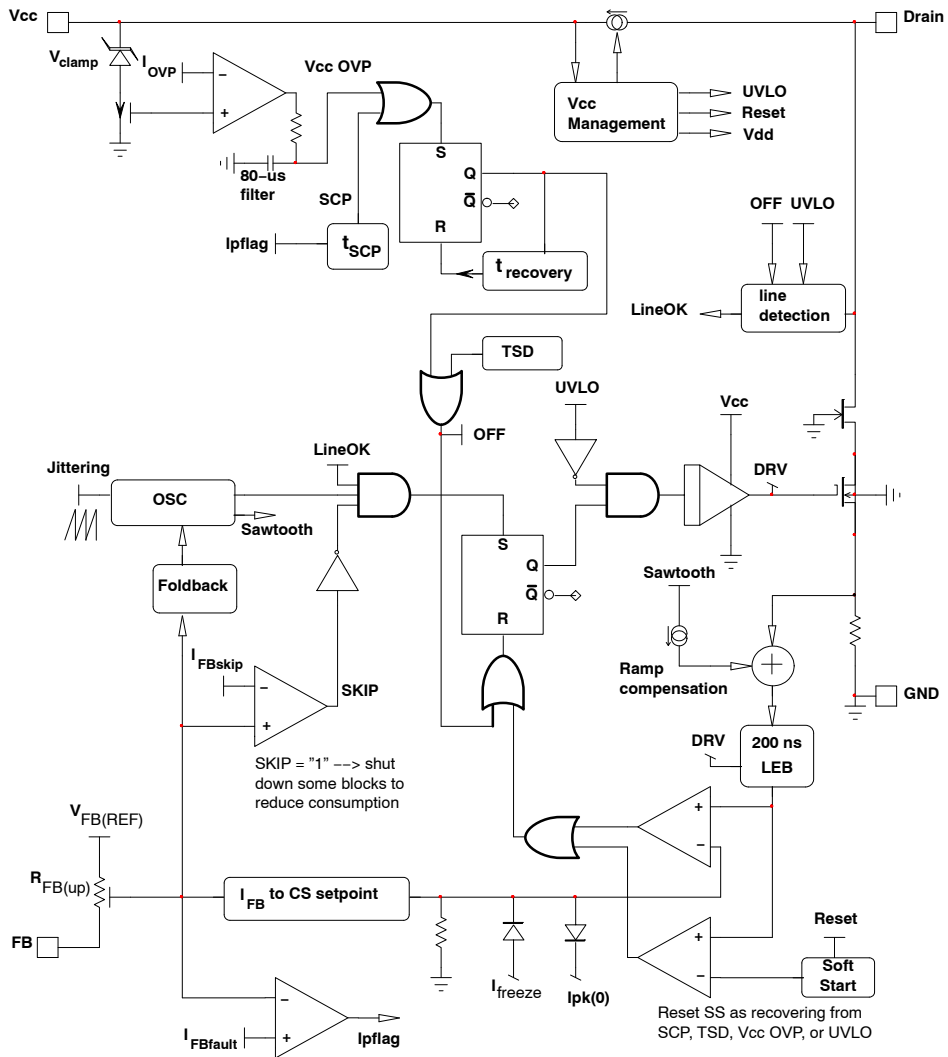 Vcc
Drain
Vclamp
IOVP
−
+
Vcc OVP
80−us
filter
SCP
Ipflag
tSCP
S
Q
Q
R
trecovery
Vcc
Management
UVLO
Reset
Vdd
OFF UVLO
LineOK
line
detection
TSD
OFF
UVLO
Vcc
DRV
LineOK
Jittering
OSC
Sawtooth
Foldback
IFBskip
−
+
SKIP
SKIP = ”1” −−> shut
down some blocks to
reduce consumption
S
Q
Q
R
Sawtooth
Ramp
compensation
+
GND
DRV
200 ns
LEB
+
−
VFB(REF)
RFB(up)
FB
IFB to CS setpoint
Ifreeze
Ipk(0)
+
−
Reset
Soft
Start
Reset SS as recovering from
SCP, TSD, Vcc OVP, or UVLO
IFBfault
−
+
Ipflag